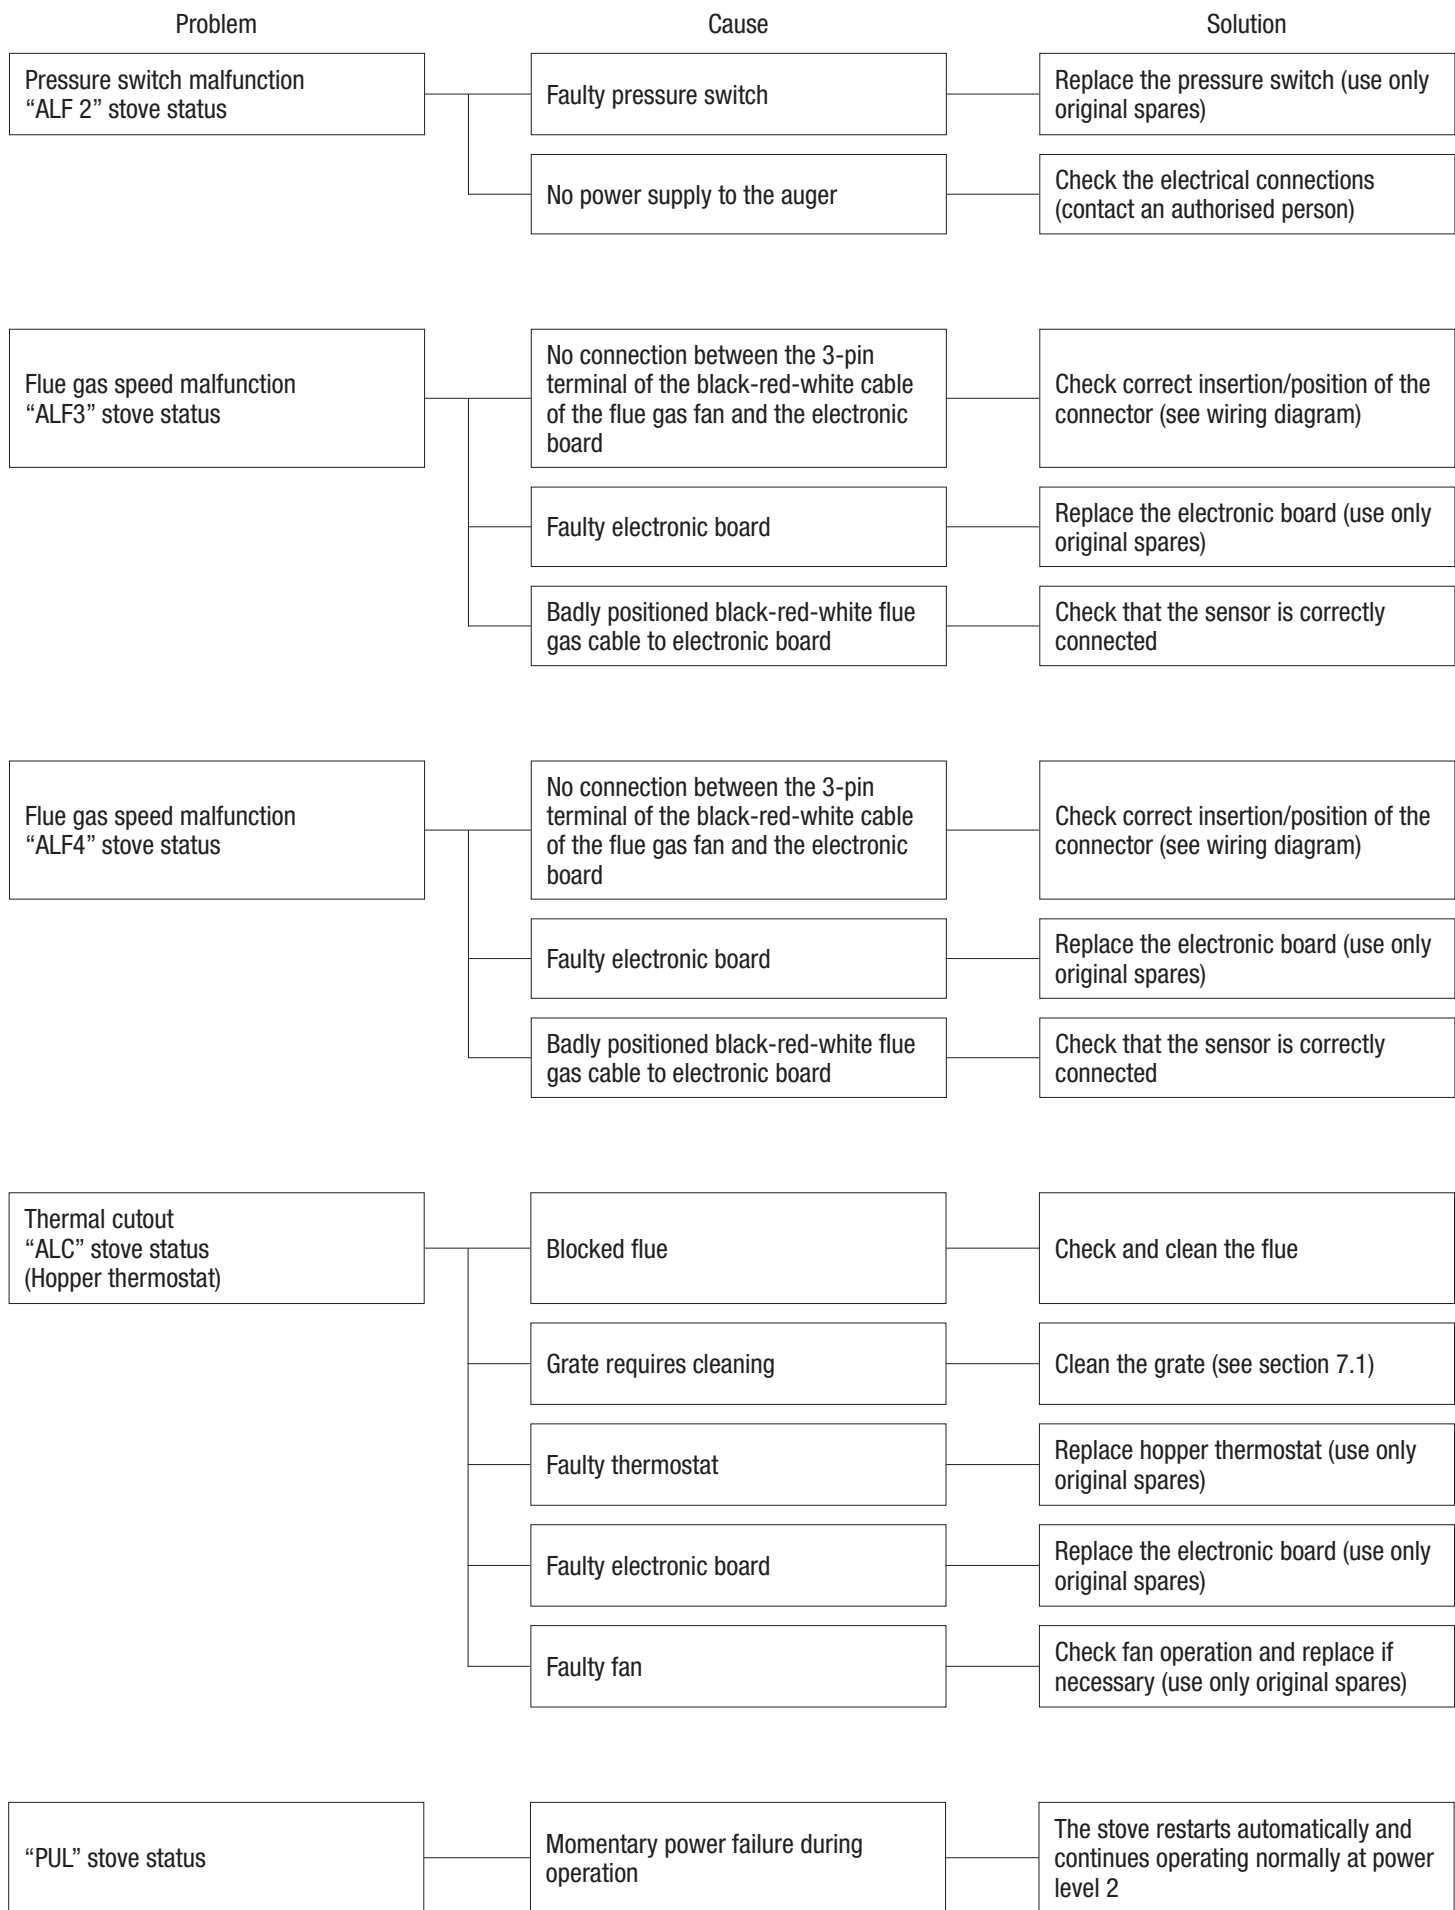 Problem
Cause
Solution
Pressure switch malfunction
“ALF 2” stove status
Faulty pressure switch
Replace the pressure switch (use only
original spares)
No power supply to the auger
Check the electrical connections
(contact an authorised person)
Flue gas speed malfunction
“ALF3” stove status
No connection between the 3-pin
terminal of the black-red-white cable
of the flue gas fan and the electronic
board
Check correct insertion/position of the
connector (see wiring diagram)
Faulty electronic board
Replace the electronic board (use only
original spares)
Badly positioned black-red-white flue
gas cable to electronic board
Check that the sensor is correctly
connected
Flue gas speed malfunction
“ALF4” stove status
No connection between the 3-pin
terminal of the black-red-white cable
of the flue gas fan and the electronic
board
Check correct insertion/position of the
connector (see wiring diagram)
Faulty electronic board
Replace the electronic board (use only
original spares)
Badly positioned black-red-white flue
gas cable to electronic board
Check that the sensor is correctly
connected
Thermal cutout
“ALC” stove status
(Hopper thermostat)
Blocked flue
Check and clean the flue
Grate requires cleaning
Clean the grate (see section 7.1)
Faulty thermostat
Replace hopper thermostat (use only
original spares)
Faulty electronic board
Replace the electronic board (use only
original spares)
Faulty fan
Check fan operation and replace if
necessary (use only original spares)
“PUL” stove status
Momentary power failure during
operation
The stove restarts automatically and
continues operating normally at power
level 2